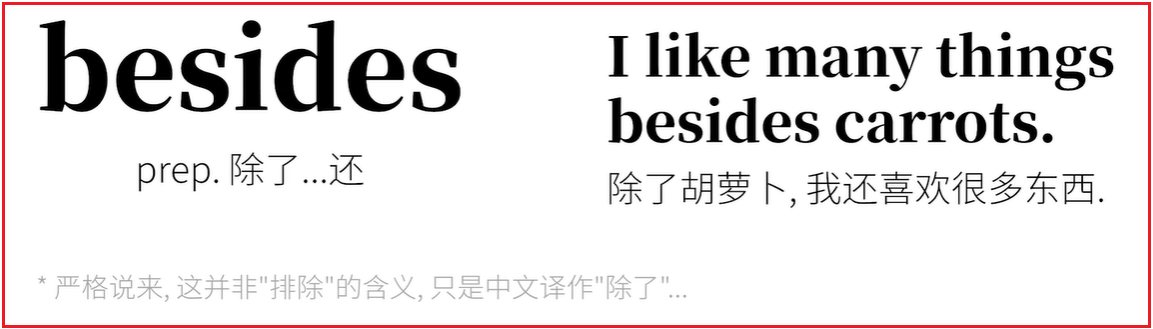 besides
prep. 除了...还
I like many things
besides carrots.
除了胡萝卜, 我还喜欢很多东西.
* 严格说来, 这并非"排除"的含义, 只是中文译作"除了"...